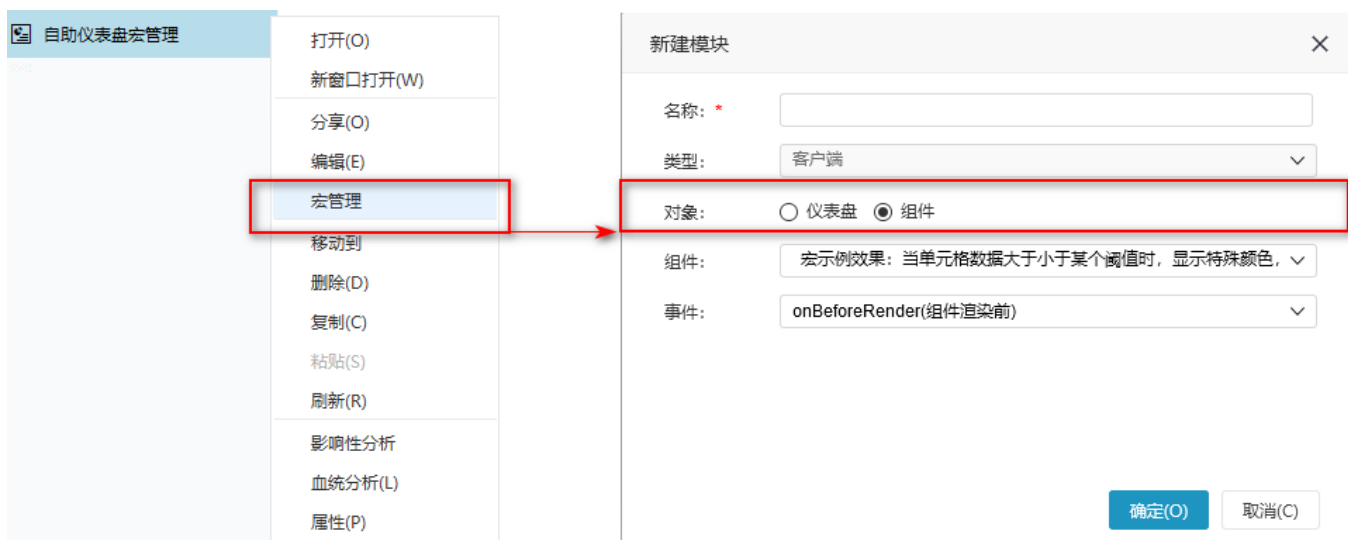 自助仪表盘宏管理
打开(O)
新窗口打开(W)
分享(O)
编辑(E)
宏管理
移动到
删除(D)
复制(C)
粘贴(S)
刷新(R)
影响性分析
血统分析(L)
属性(P)
新建模块
名称: *
类型: 客户端
对象: 仪表盘 组件
组件: 宏示例效果：当单元格数据大于小于某个阈值时，显示特殊颜色，
事件: onBeforeRender(组件渲染前)
确定(O) 取消(C)